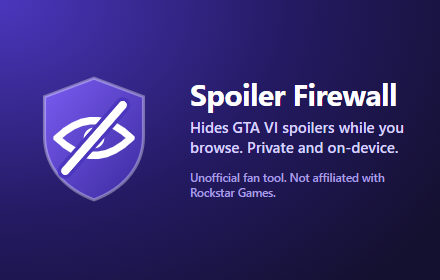 Spoiler Firewall
Hides GTA VI spoilers while you
browse. Private and on-device.
Unofficial fan tool. Not affiliated with
Rockstar Games.